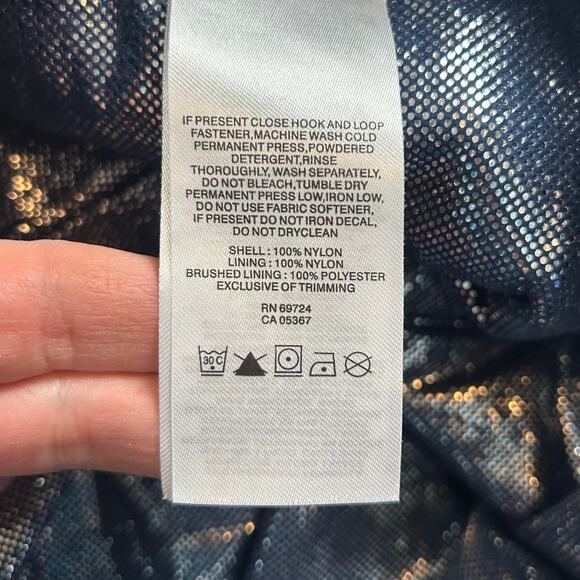 IF PRESENT CLOSE HOOK AND LOOP
FASTENER,MACHINE WASH COLD
PERMANENT PRESS,POWDERED
DETERGENT,RINSE
THOROUGHLY, WASH SEPARATELY,
DO NOT BLEACH,TUMBLE DRY
PERMANENT PRESS LOW,IRON LOW,
DO NOT USE FABRIC SOFTENER,
IF PRESENT DO NOT IRON DECAL,
DO NOT DRYCLEAN
SHELL : 100% NYLON
LINING : 100% NYLON
BRUSHED LINING : 100% POLYESTER
EXCLUSIVE OF TRIMMING
RN 69724
CA 05367
30 C